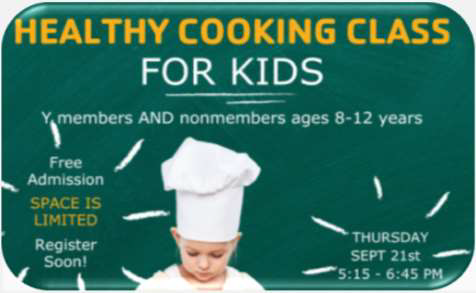 HEALTHY COOKING CLASS
FOR KIDS
Y members AND nonmembers ages 8-12 years
Free
Admission
SPACE IS
LIMITED
Register
Soon!
THURSDAY
SEPT 21st
5:15 - 6:45 PM